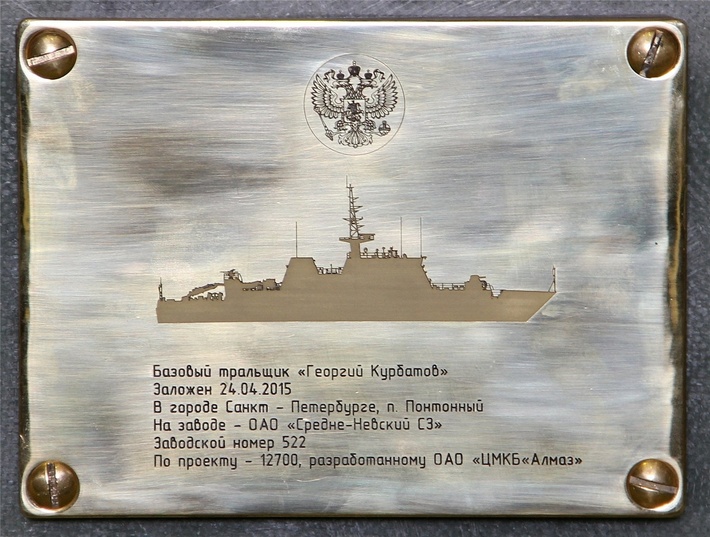 Базовый тральщик «Георгий Курбатов»
Заложен 24.04.2015
В городе Санкт – Петербурге, п. Понтонный
На заводе – ОАО «Средне-Невский СЗ»
Заводской номер 522
По проекту – 12700, разработанному ОАО «ЦМКБ«Алмаз»